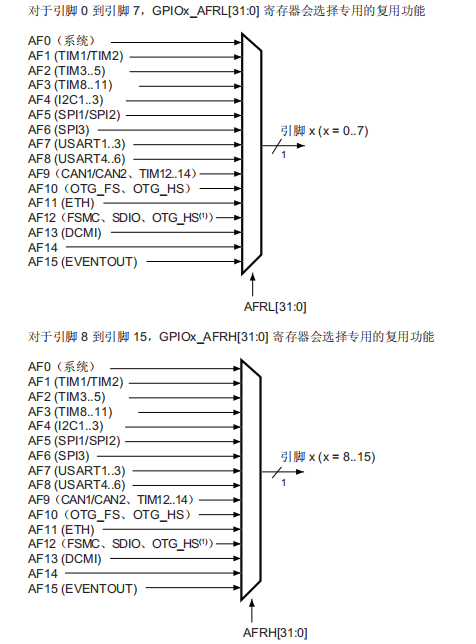 对于引脚 0 到引脚 7，GPIOx_AFRL[31:0] 寄存器会选择专用的复用功能
AF0（系统）
AF1 (TIM1/TIM2)
AF2 (TIM3..5)
AF3 (TIM8..11)
AF4 (I2C1..3)
AF5 (SPI1/SPI2)
AF6 (SPI3)
AF7 (USART1..3)
AF8 (USART4..6)
AF9（CAN1/CAN2、TIM12..14）
AF10（OTG_FS、OTG_HS）
AF11 (ETH)
AF12（FSMC、SDIO、OTG_HS(1)）
AF13 (DCMI)
AF14
AF15 (EVENTOUT)
引脚 x (x = 0..7)
1
AFRL[31:0]
对于引脚 8 到引脚 15，GPIOx_AFRH[31:0] 寄存器会选择专用的复用功能
AF0（系统）
AF1 (TIM1/TIM2)
AF2 (TIM3..5)
AF3 (TIM8..11)
AF4 (I2C1..3)
AF5 (SPI1/SPI2)
AF6 (SPI3)
AF7 (USART1..3)
AF8 (USART4..6)
AF9（CAN1/CAN2、TIM12..14）
AF10（OTG_FS、OTG_HS）
AF11 (ETH)
AF12（FSMC、SDIO、OTG_HS(1)）
AF13 (DCMI)
AF14
AF15 (EVENTOUT)
引脚 x (x = 8..15)
1
AFRH[31:0]